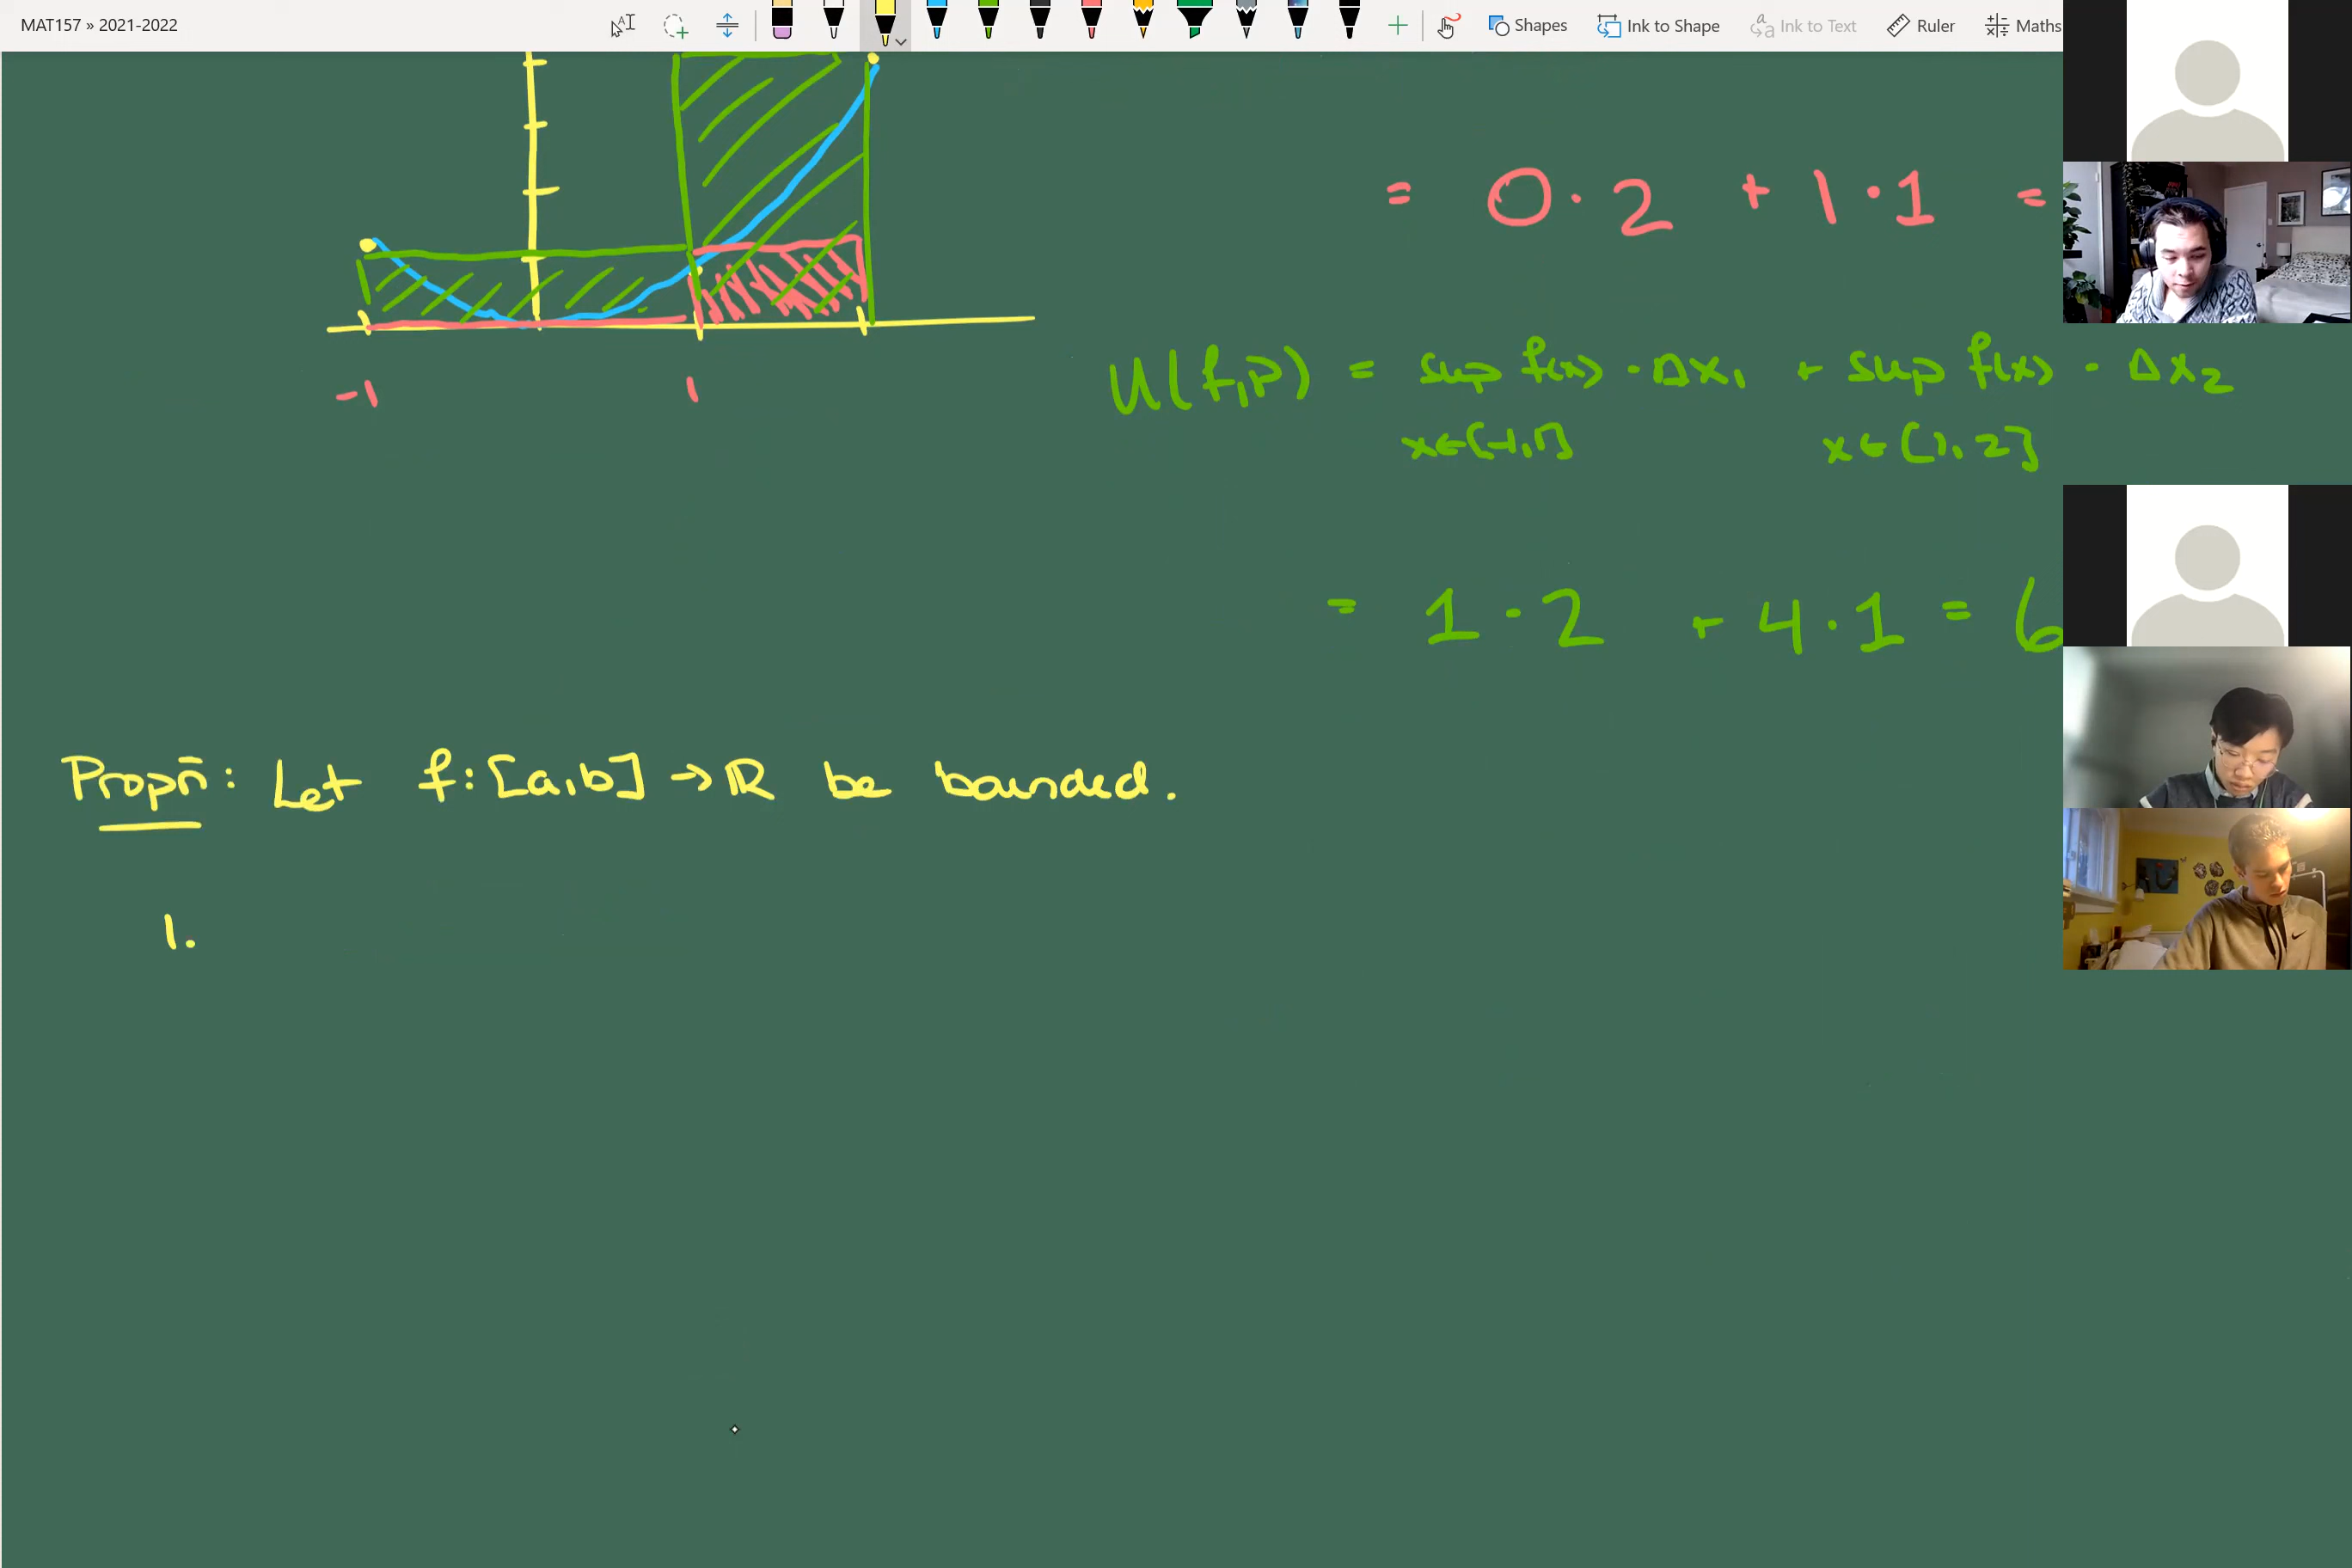 MAT157 » 2021-2022
Shapes Ink to Shape Ink to Text Ruler Maths
= 0 · 2 + 1 · 1 =
U(f,P) = sup f(x) · Δx₁ + sup f(x) · Δx₂
x∈[-1,1] x∈[1,2]
-1 1
= 1 · 2 + 4 · 1 = 6
Propn̄: Let f: [a,b] → ℝ be bounded.
1.